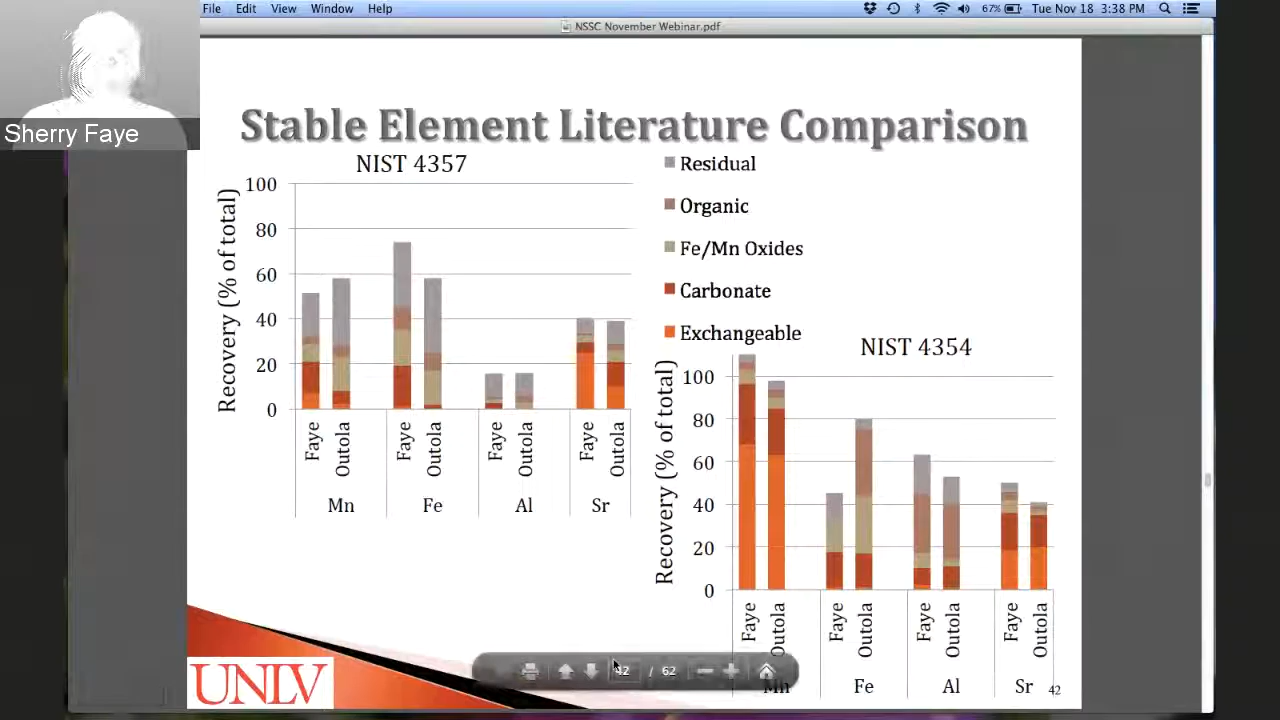 File Edit View Window Help
67% Tue Nov 18 3:38 PM
NSSC November Webinar.pdf
Sherry Faye
Stable Element Literature Comparison
NIST 4357
Recovery (% of total)
100
80
60
40
20
0
Faye
Outola
Faye
Outola
Faye
Outola
Faye
Outola
Mn
Fe
Al
Sr
Residual
Organic
Fe/Mn Oxides
Carbonate
Exchangeable
NIST 4354
Recovery (% of total)
100
80
60
40
20
0
Faye
Outola
Faye
Outola
Faye
Outola
Faye
Outola
Mn
Fe
Al
Sr
42
42 / 62
UNLV